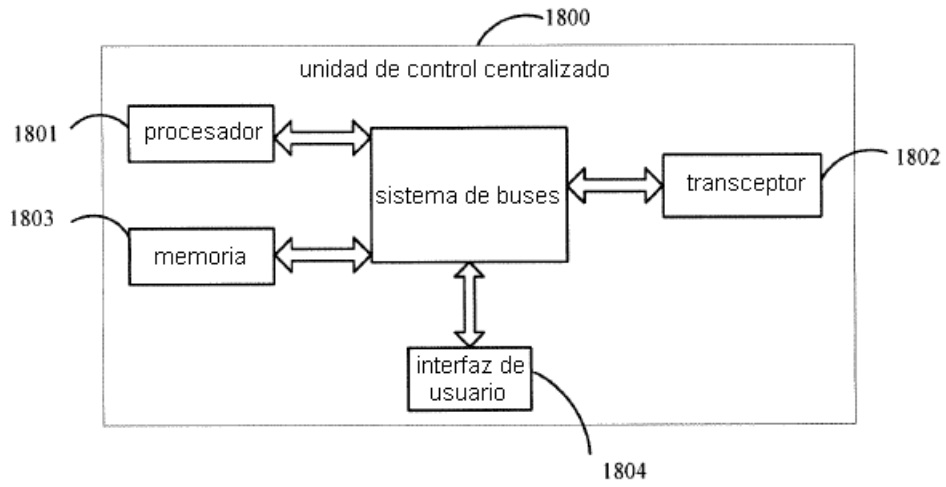 1800
unidad de control centralizado
1801
procesador
sistema de buses
transceptor
1802
1803
memoria
interfaz de
usuario
1804